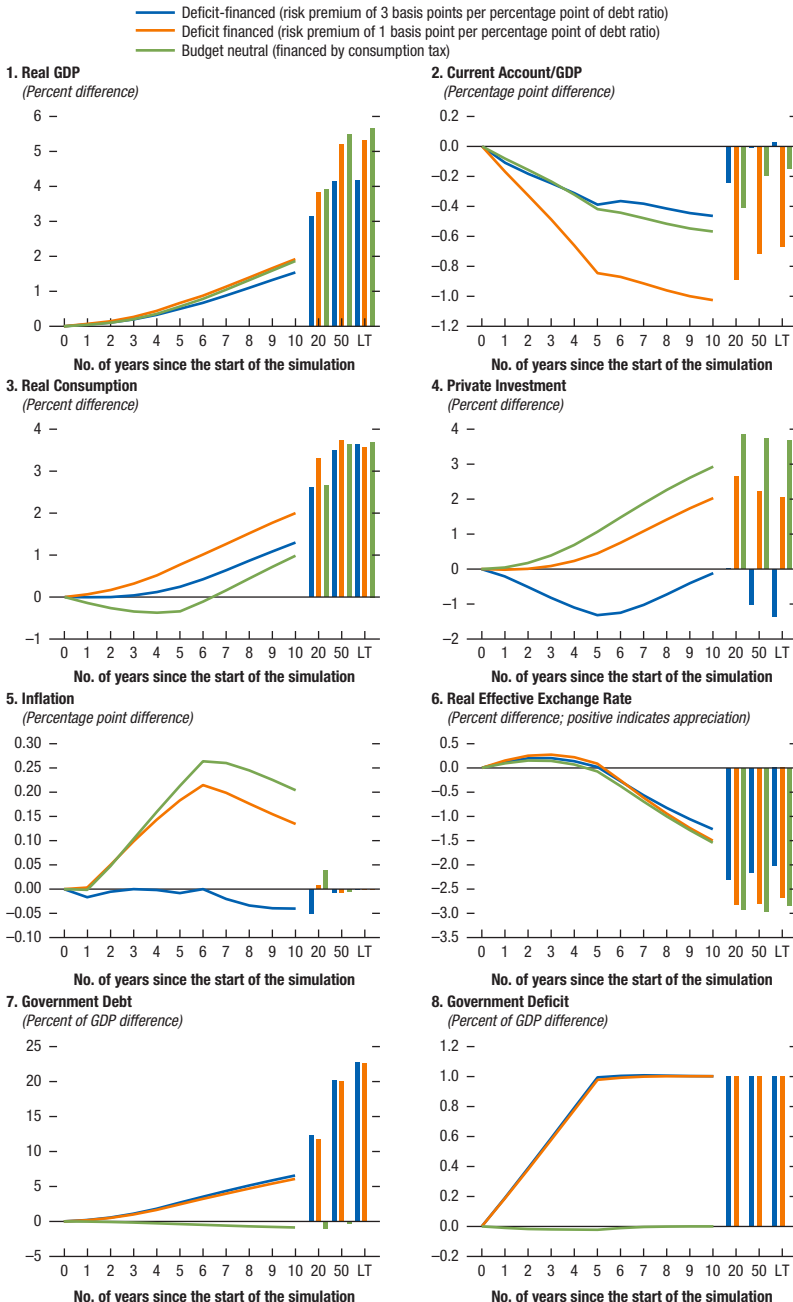 Deficit-financed (risk premium of 3 basis points per percentage point of debt ratio)
Deficit financed (risk premium of 1 basis point per percentage point of debt ratio)
Budget neutral (financed by consumption tax)
1. Real GDP
(Percent difference)
6
5
4
3
2
1
0
0 1 2 3 4 5 6 7 8 9 10 20 50 LT
No. of years since the start of the simulation
2. Current Account/GDP
(Percentage point difference)
0.2
0.0
–0.2
–0.4
–0.6
–0.8
–1.0
–1.2
0 1 2 3 4 5 6 7 8 9 10 20 50 LT
No. of years since the start of the simulation
3. Real Consumption
(Percent difference)
4
3
2
1
0
–1
0 1 2 3 4 5 6 7 8 9 10 20 50 LT
No. of years since the start of the simulation
4. Private Investment
(Percent difference)
4
3
2
1
0
–1
–2
0 1 2 3 4 5 6 7 8 9 10 20 50 LT
No. of years since the start of the simulation
5. Inflation
(Percentage point difference)
0.30
0.25
0.20
0.15
0.10
0.05
0.00
–0.05
–0.10
0 1 2 3 4 5 6 7 8 9 10 20 50 LT
No. of years since the start of the simulation
6. Real Effective Exchange Rate
(Percent difference; positive indicates appreciation)
0.5
0.0
–0.5
–1.0
–1.5
–2.0
–2.5
–3.0
–3.5
0 1 2 3 4 5 6 7 8 9 10 20 50 LT
No. of years since the start of the simulation
7. Government Debt
(Percent of GDP difference)
25
20
15
10
5
0
–5
0 1 2 3 4 5 6 7 8 9 10 20 50 LT
No. of years since the start of the simulation
8. Government Deficit
(Percent of GDP difference)
1.2
1.0
0.8
0.6
0.4
0.2
0.0
–0.2
0 1 2 3 4 5 6 7 8 9 10 20 50 LT
No. of years since the start of the simulation